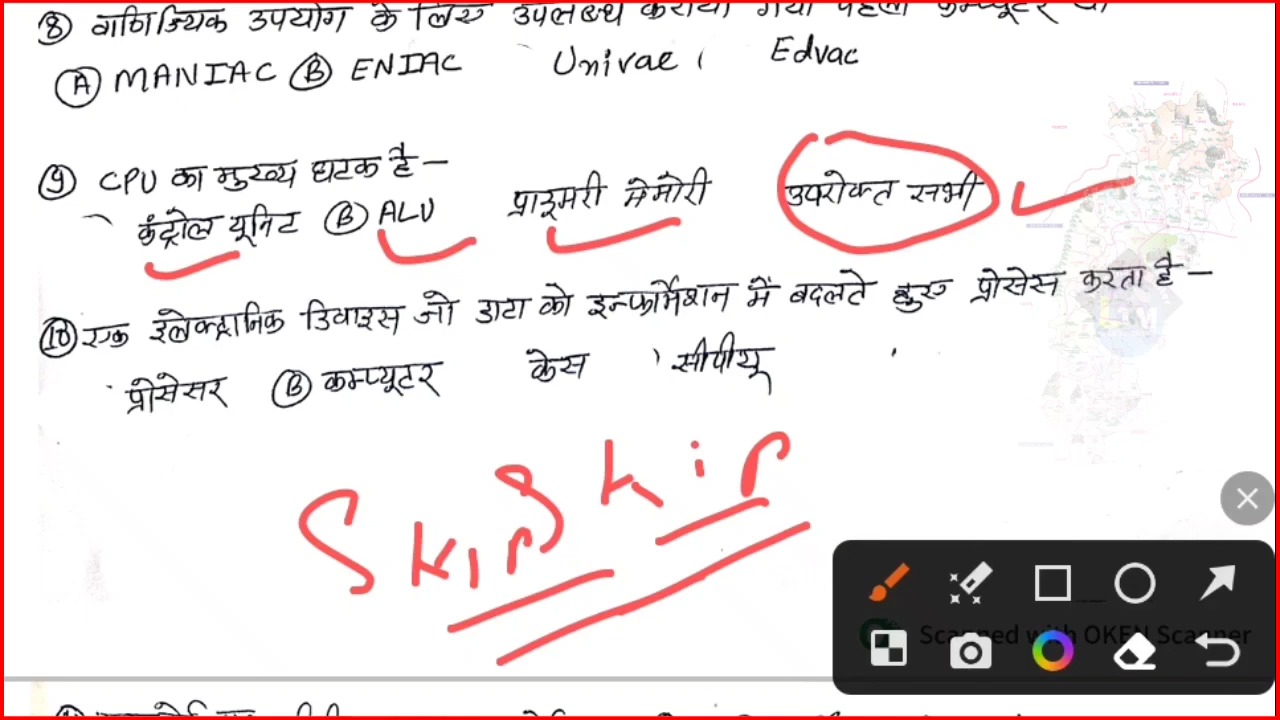 ⑧ वाणिज्यिक उपयोग के लिए उपलब्ध कराया गया पहला कम्प्यूटर था
Ⓐ MANIAC Ⓑ ENIAC Univac, Edvac
⑨ CPU का मुख्य घटक है -
कंट्रोल यूनिट Ⓑ ALU प्राइमरी मेमोरी उपरोक्त सभी
⑩ एक इलेक्ट्रानिक डिवाइस जो डाटा को इन्फार्मेशन में बदलते हुए प्रोसेस करता है -
प्रोसेसर Ⓑ कम्प्यूटर केस सीपीयू
Skip Skip
Scanned with OKEN Scanner